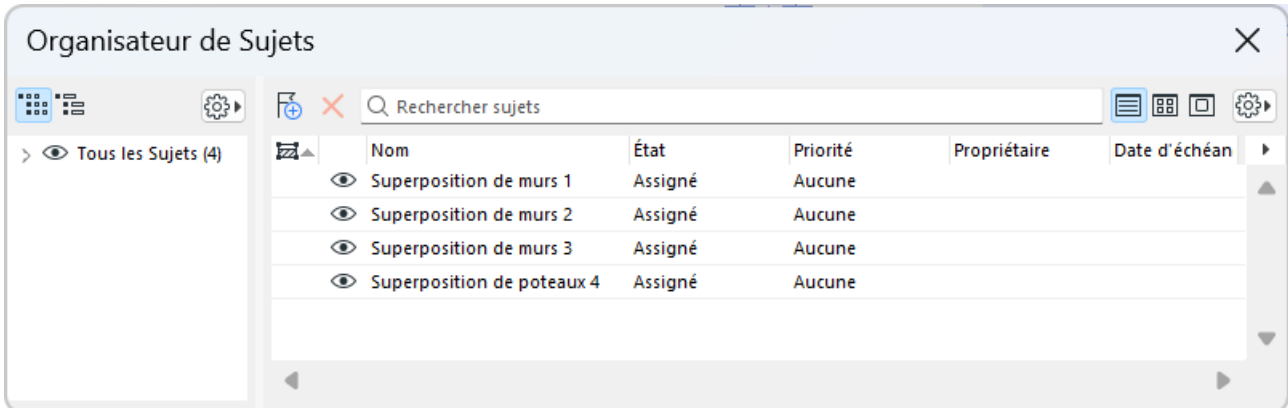 Organisateur de Sujets
Rechercher sujets
Tous les Sujets (4)
Nom État Priorité Propriétaire Date d'échéan
Superposition de murs 1 Assigné Aucune
Superposition de murs 2 Assigné Aucune
Superposition de murs 3 Assigné Aucune
Superposition de poteaux 4 Assigné Aucune